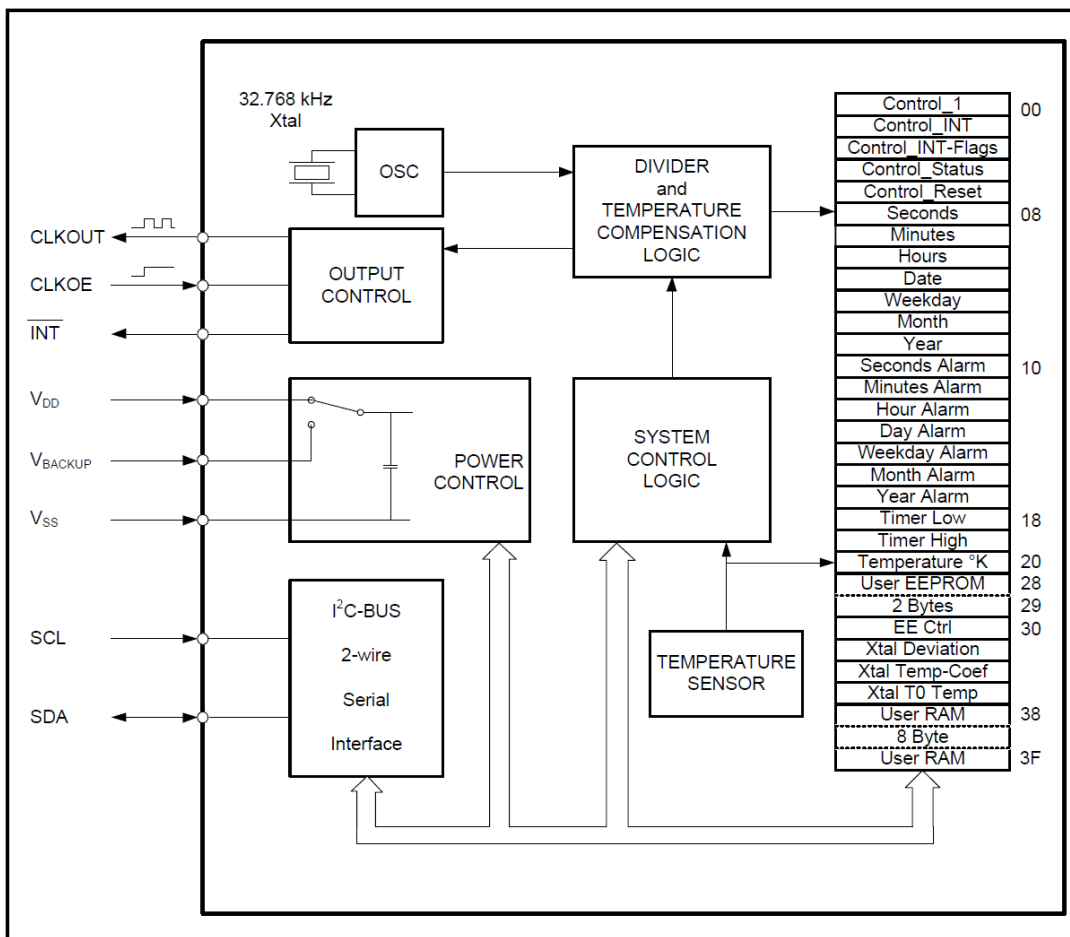 32.768 kHz
Xtal
OSC
DIVIDER
and
TEMPERATURE
COMPENSATION
LOGIC
CLKOUT
CLKOE
INT
OUTPUT
CONTROL
VDD
VBACKUP
VSS
POWER
CONTROL
SYSTEM
CONTROL
LOGIC
SCL
SDA
I²C-BUS
2-wire
Serial
Interface
TEMPERATURE
SENSOR
Control_1 00
Control_INT
Control_INT-Flags
Control_Status
Control_Reset
Seconds 08
Minutes
Hours
Date
Weekday
Month
Year
Seconds Alarm 10
Minutes Alarm
Hour Alarm
Day Alarm
Weekday Alarm
Month Alarm
Year Alarm
Timer Low 18
Timer High
Temperature °K 20
User EEPROM 28
2 Bytes 29
EE Ctrl 30
Xtal Deviation
Xtal Temp-Coef
Xtal T0 Temp
User RAM 38
8 Byte
User RAM 3F